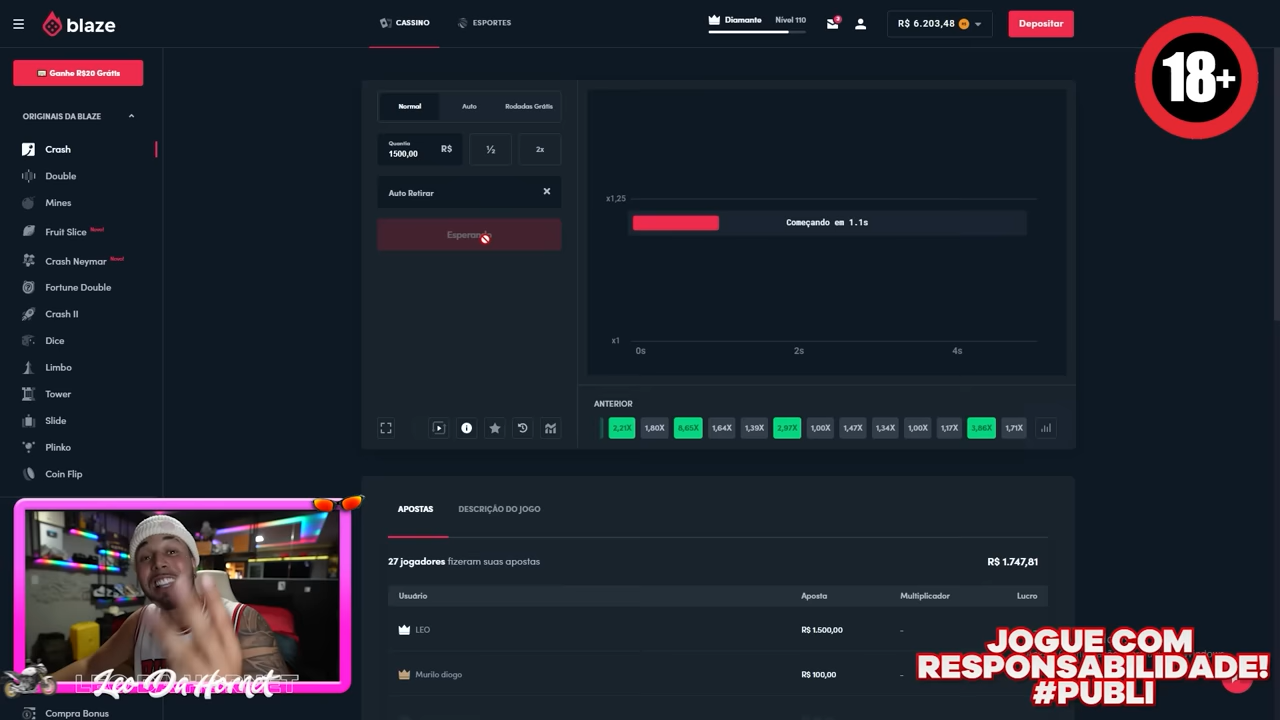 blaze
CASSINO
ESPORTES
Diamante Nível 110
3
R$ 6.203,48
Depositar
18+
Ganhe R$20 Grátis
ORIGINAIS DA BLAZE
Crash
Double
Mines
Fruit Slice New!
Crash Neymar New!
Fortune Double
Crash II
Dice
Limbo
Tower
Slide
Plinko
Coin Flip
Compra Bonus
Normal Auto Rodadas Grátis
Quantia
1500,00 R$ ½ 2x
Auto Retirar
Esperando
x1,25
Começando em 1.1s
x1
0s 2s 4s
ANTERIOR
2,21X 1,80X 8,65X 1,64X 1,39X 2,97X 1,00X 1,47X 1,34X 1,00X 1,17X 3,86X 1,71X
APOSTAS DESCRIÇÃO DO JOGO
27 jogadores fizeram suas apostas R$ 1.747,81
Usuário Aposta Multiplicador Lucro
LEO R$ 1.500,00 -
Murilo diogo R$ 100,00 -
Leo Da Hornet
JOGUE COM
RESPONSABILIDADE!
#PUBLI